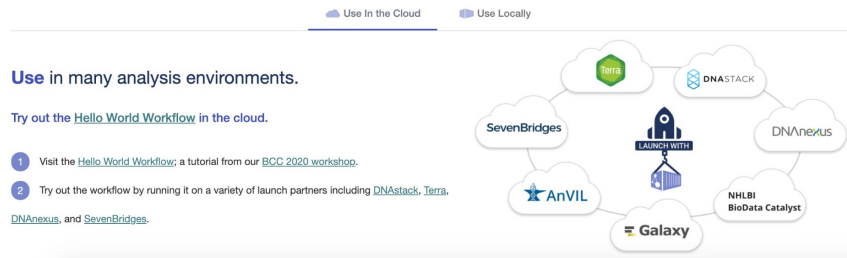 Use In the Cloud
Use Locally
Use in many analysis environments.
Try out the Hello World Workflow in the cloud.
1 Visit the Hello World Workflow; a tutorial from our BCC 2020 workshop.
2 Try out the workflow by running it on a variety of launch partners including DNAstack, Terra,
DNAnexus, and SevenBridges.
Terra
DNASTACK
SevenBridges
LAUNCH WITH
DNAnexus
AnVIL
NHLBI
BioData Catalyst
Galaxy